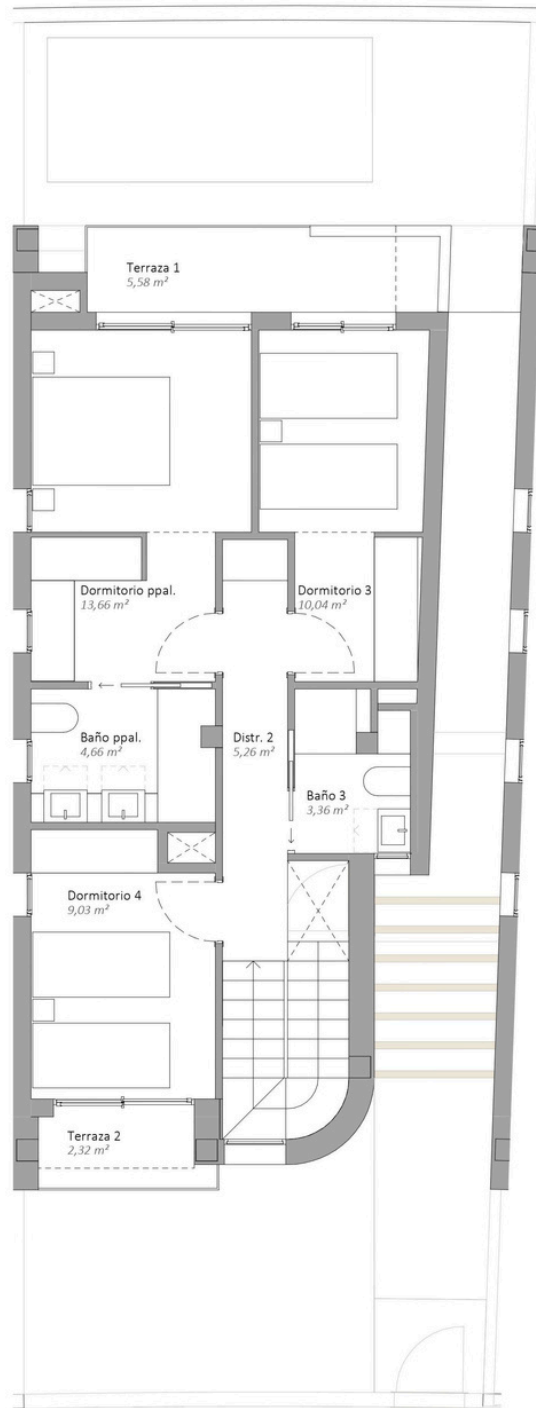 Terraza 1
5,58 m²
Dormitorio ppal.
13,66 m²
Dormitorio 3
10,04 m²
Baño ppal.
4,66 m²
Distr. 2
5,26 m²
Baño 3
3,36 m²
Dormitorio 4
9,03 m²
Terraza 2
2,32 m²